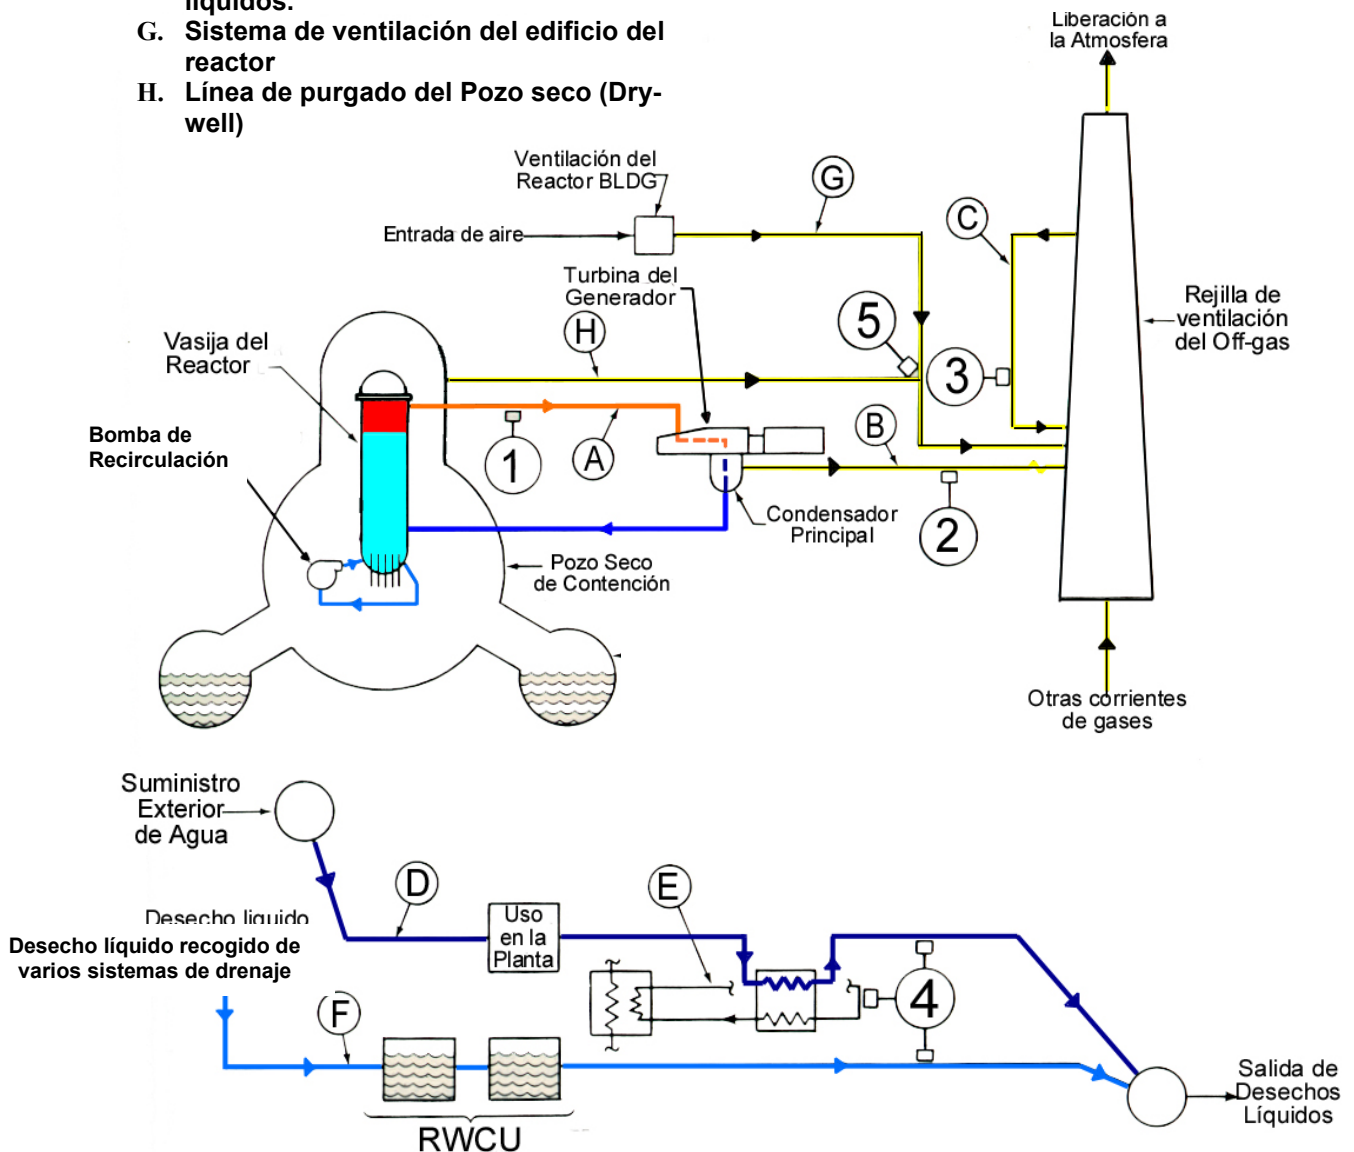 líquidos.
G. Sistema de ventilación del edificio del
reactor
H. Línea de purgado del Pozo seco (Dry-
well)
Liberación a
la Atmosfera
Ventilación del
Reactor BLDG
G
C
Entrada de aire
Turbina del
Generador
H
5
3
Rejilla de
ventilación
del Off-gas
Vasija del
Reactor
Bomba de
Recirculación
1
A
B
2
Condensador
Principal
Pozo Seco
de Contención
Otras corrientes
de gases
Suministro
Exterior
de Agua
D
E
Uso
en la
Planta
Desecho liquido
Desecho líquido recogido de
varios sistemas de drenaje
F
4
RWCU
Salida de
Desechos
Líquidos